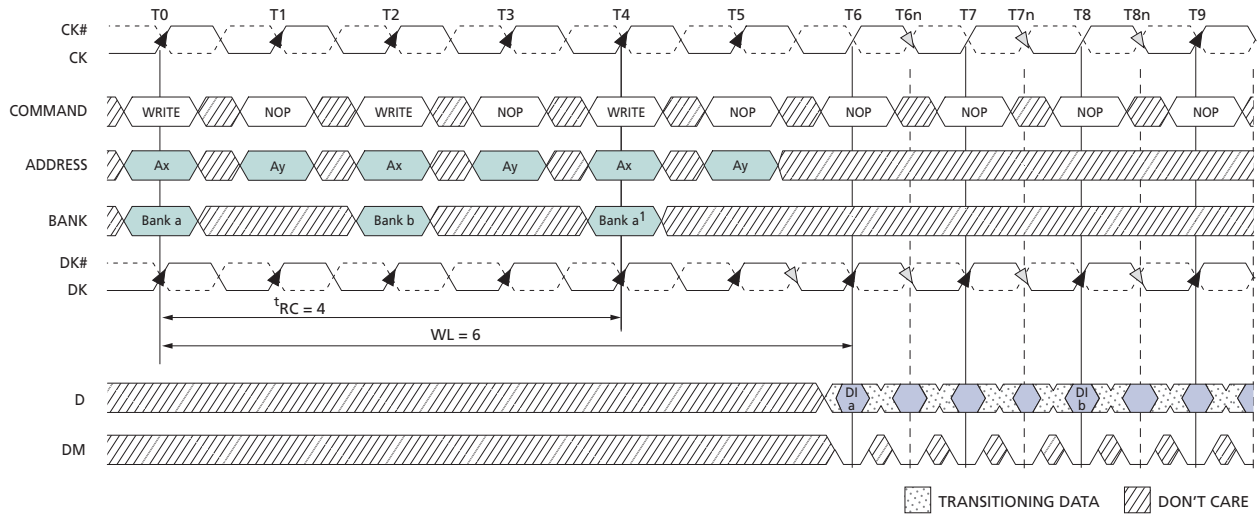 T0 T1 T2 T3 T4 T5 T6 T6n T7 T7n T8 T8n T9
CK#
CK
COMMAND WRITE NOP WRITE NOP WRITE NOP NOP NOP NOP NOP
ADDRESS Ax Ay Ax Ay Ax Ay
BANK Bank a Bank b Bank a1
DK#
DK
tRC = 4
WL = 6
D DI a DI b
DM
TRANSITIONING DATA DON'T CARE